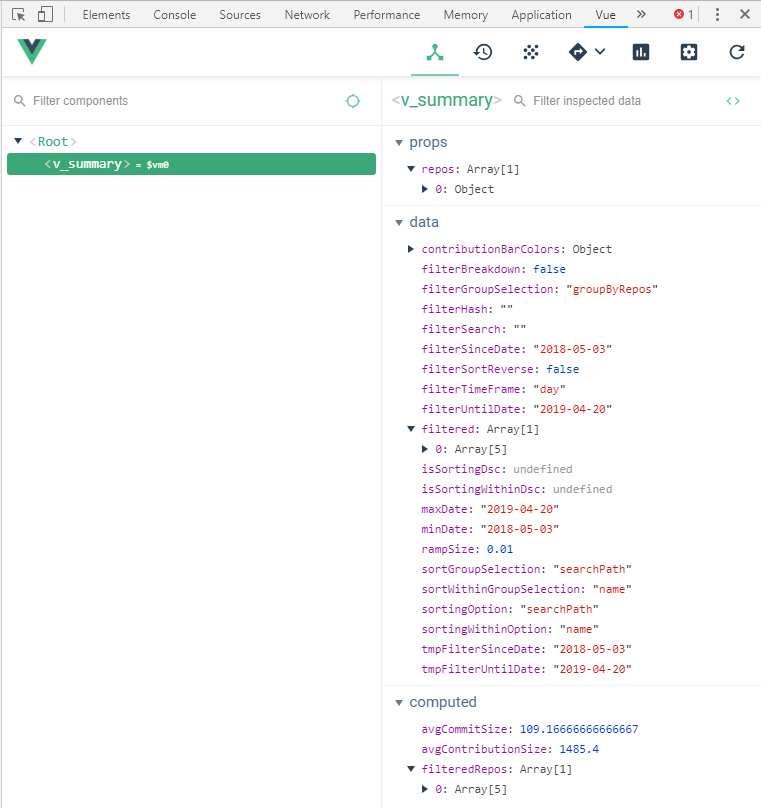 Elements Console Sources Network Performance Memory Application Vue » 1
Filter components
<Root>
<v_summary> = $vm0
<v_summary> Filter inspected data <>
props
repos: Array[1]
0: Object
data
contributionBarColors: Object
filterBreakdown: false
filterGroupSelection: "groupByRepos"
filterHash: ""
filterSearch: ""
filterSinceDate: "2018-05-03"
filterSortReverse: false
filterTimeFrame: "day"
filterUntilDate: "2019-04-20"
filtered: Array[1]
0: Array[5]
isSortingDsc: undefined
isSortingWithinDsc: undefined
maxDate: "2019-04-20"
minDate: "2018-05-03"
rampSize: 0.01
sortGroupSelection: "searchPath"
sortWithinGroupSelection: "name"
sortingOption: "searchPath"
sortingWithinOption: "name"
tmpFilterSinceDate: "2018-05-03"
tmpFilterUntilDate: "2019-04-20"
computed
avgCommitSize: 109.16666666666667
avgContributionSize: 1485.4
filteredRepos: Array[1]
0: Array[5]